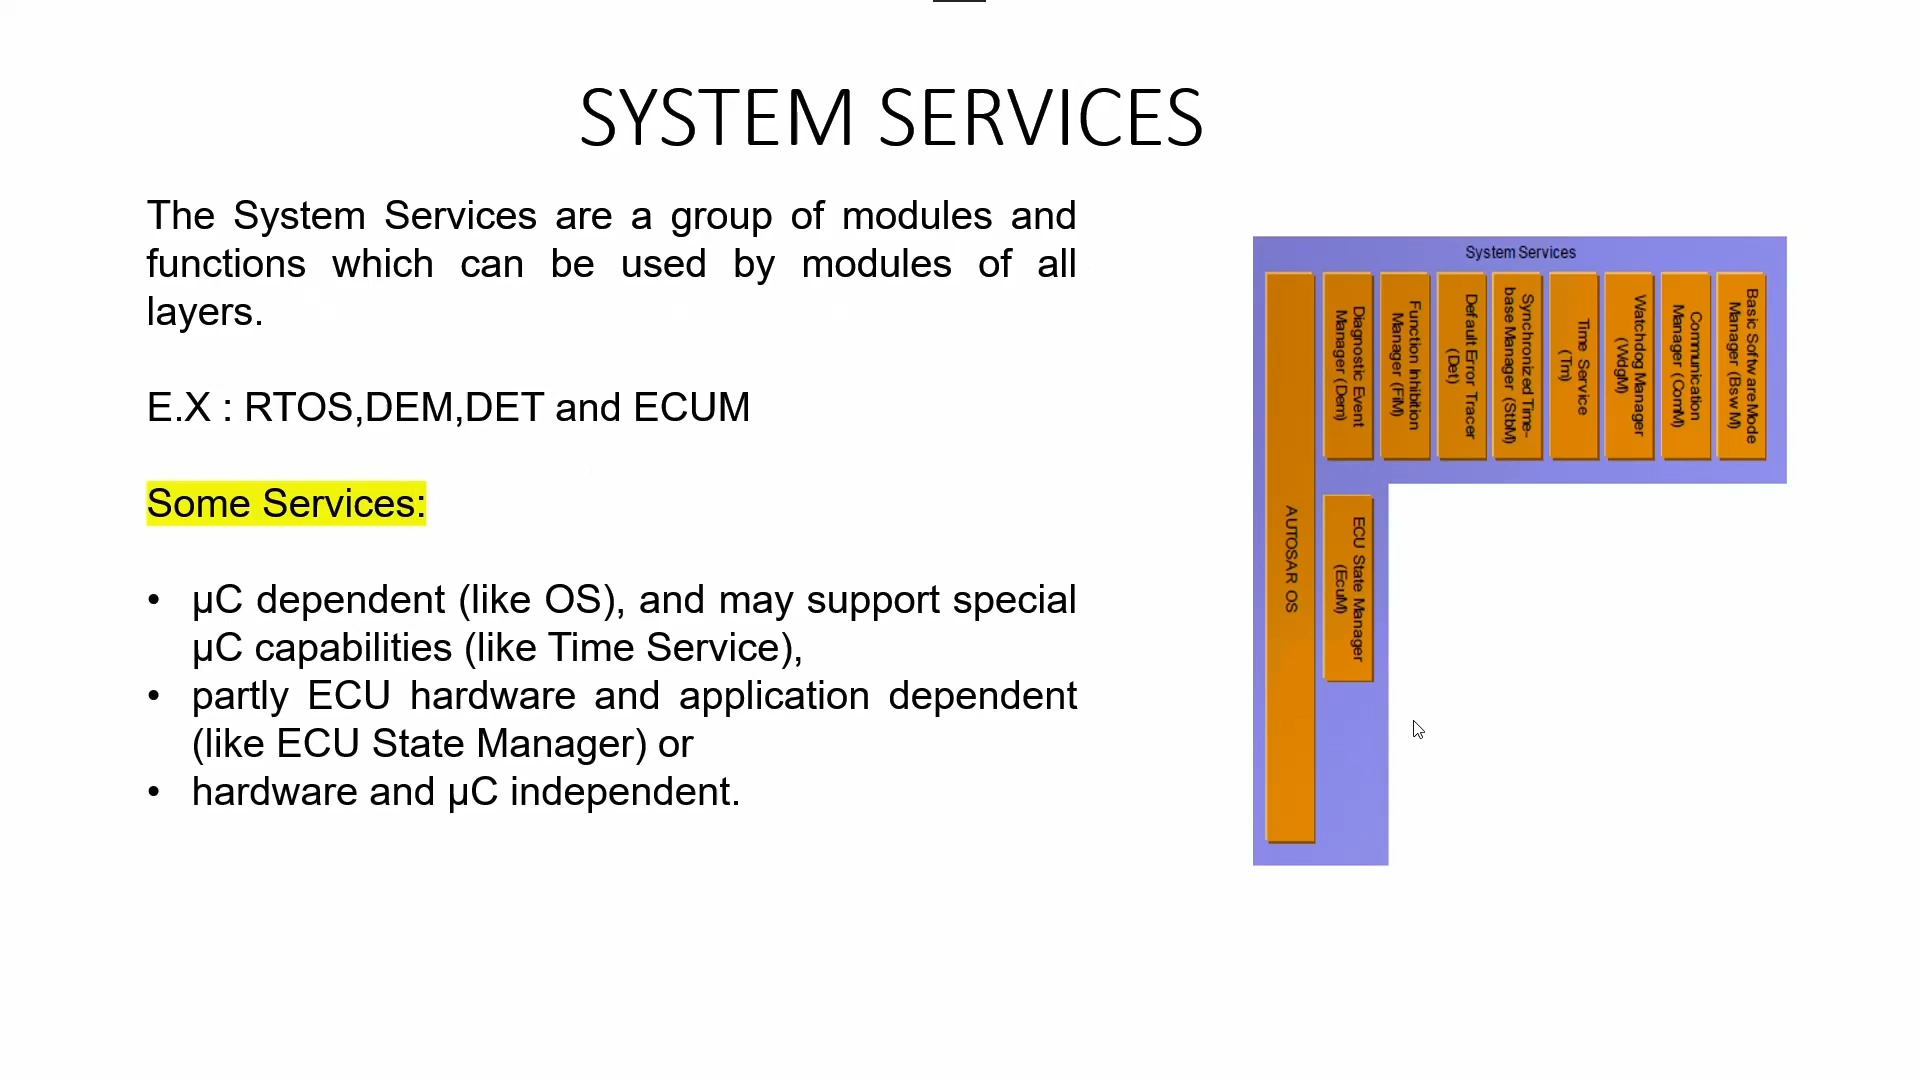 SYSTEM SERVICES
The System Services are a group of modules and
functions which can be used by modules of all
layers.
E.X : RTOS,DEM,DET and ECUM
Some Services:
• µC dependent (like OS), and may support special
µC capabilities (like Time Service),
• partly ECU hardware and application dependent
(like ECU State Manager) or
• hardware and µC independent.
System Services
AUTOSAR OS
Diagnostic Event
Manager (Dem)
Function Inhibition
Manager (FiM)
Default Error Tracer
(Det)
Synchronized Time-
base Manager (StbM)
Time Service
(Tm)
Watchdog Manager
(WdgM)
Communication
Manager (ComM)
Basic Software Mode
Manager (BswM)
ECU State Manager
(EcuM)